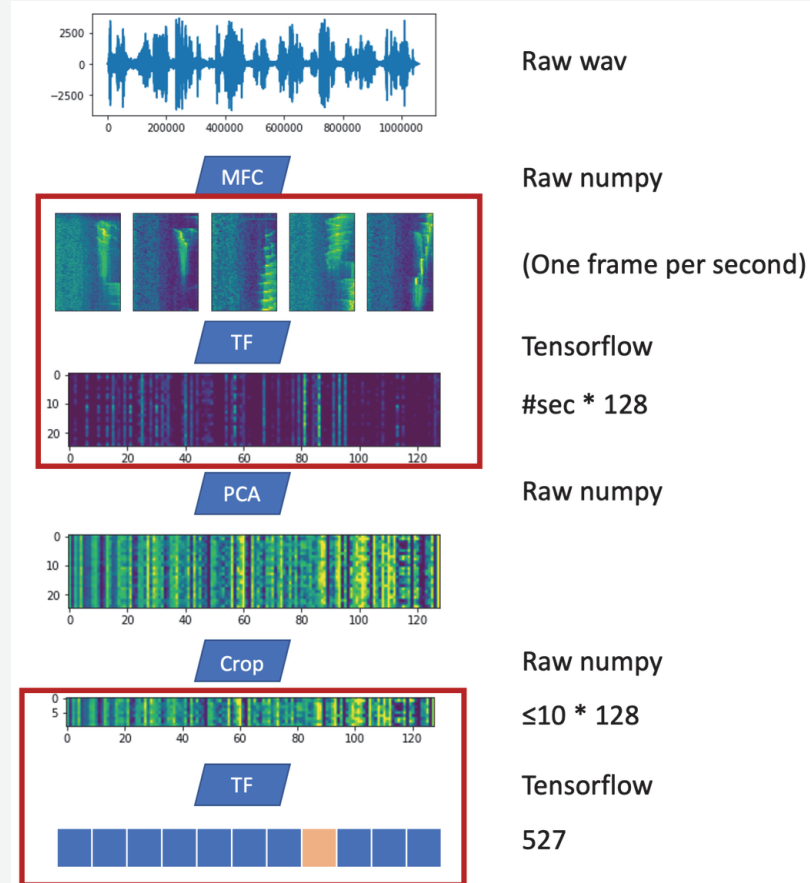 2500
0
−2500
0 200000 400000 600000 800000 1000000
Raw wav
MFC
Raw numpy
(One frame per second)
TF
Tensorflow
0
10
20
0 20 40 60 80 100 120
#sec * 128
PCA
Raw numpy
0
10
20
0 20 40 60 80 100 120
Crop
Raw numpy
0
5
0 20 40 60 80 100 120
≤10 * 128
TF
Tensorflow
527